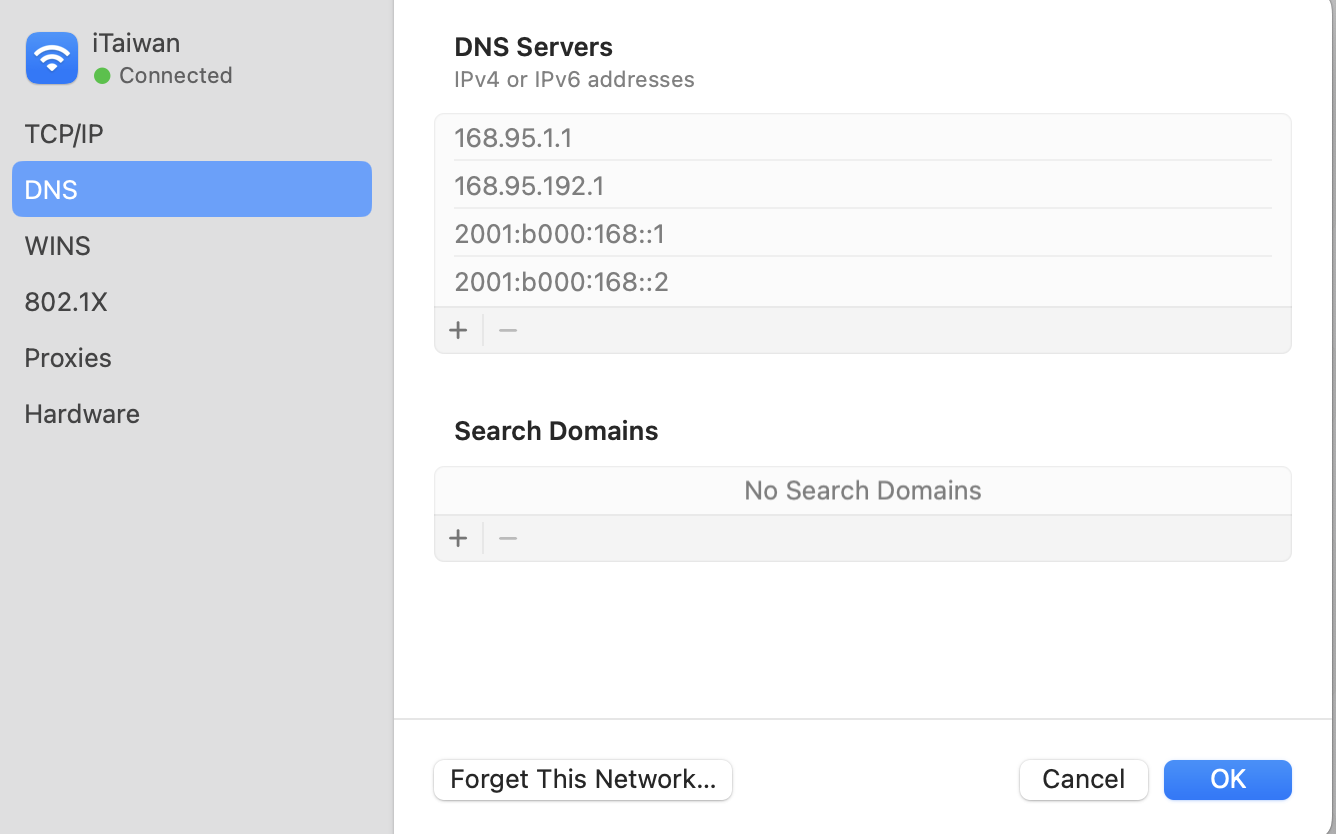 iTaiwan
Connected
TCP/IP
DNS
WINS
802.1X
Proxies
Hardware
DNS Servers
IPv4 or IPv6 addresses
168.95.1.1
168.95.192.1
2001:b000:168::1
2001:b000:168::2
+ −
Search Domains
No Search Domains
+ −
Forget This Network...
Cancel
OK